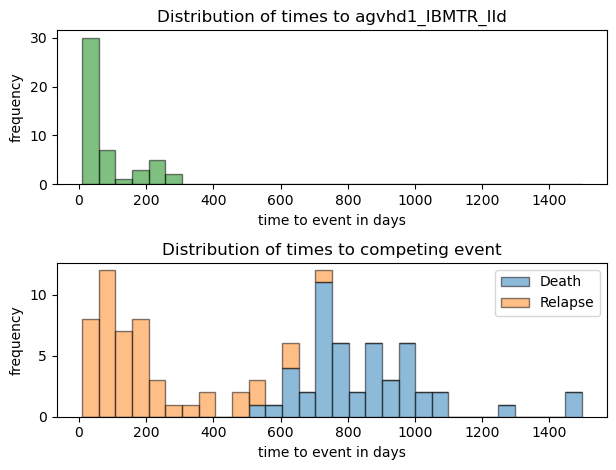 Distribution of times to agvhd1_IBMTR_IId
frequency
30
20
10
0
0 200 400 600 800 1000 1200 1400
time to event in days
Distribution of times to competing event
frequency
10
5
0
Death
Relapse
0 200 400 600 800 1000 1200 1400
time to event in days